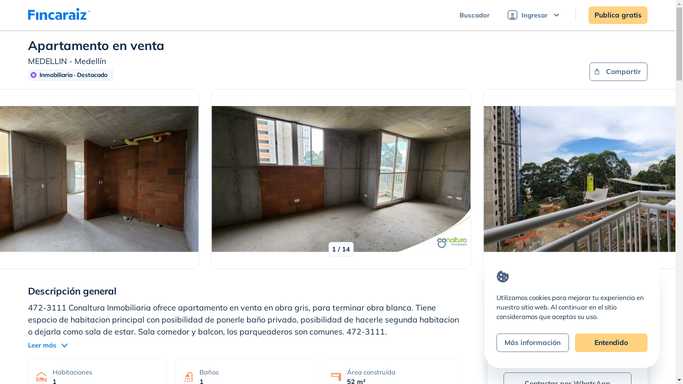 Fincaraiz
Buscador
Ingresar
Publica gratis
Apartamento en venta
MEDELLIN - Medellín
Inmobiliaria - Destacado
Compartir
conaltura
1 / 14
Descripción general
472-3111 Conaltura Inmobiliaria ofrece apartamento en venta en obra gris, para terminar obra blanca. Tiene
espacio de habitacion principal con posibilidad de ponerle baño privado, posibilidad de hacerle segunda habitacion
o dejarla como sala de estar. Sala comedor y balcon, los parqueaderos son comunes. 472-3111.
Leer más
Habitaciones
1
Baños
1
Área construida
52 m²
Utilizamos cookies para mejorar tu experiencia en
nuestro sitio web. Al continuar en el sitio
consideramos que aceptas su uso.
Más información
Entendido
Contactar por WhatsApp